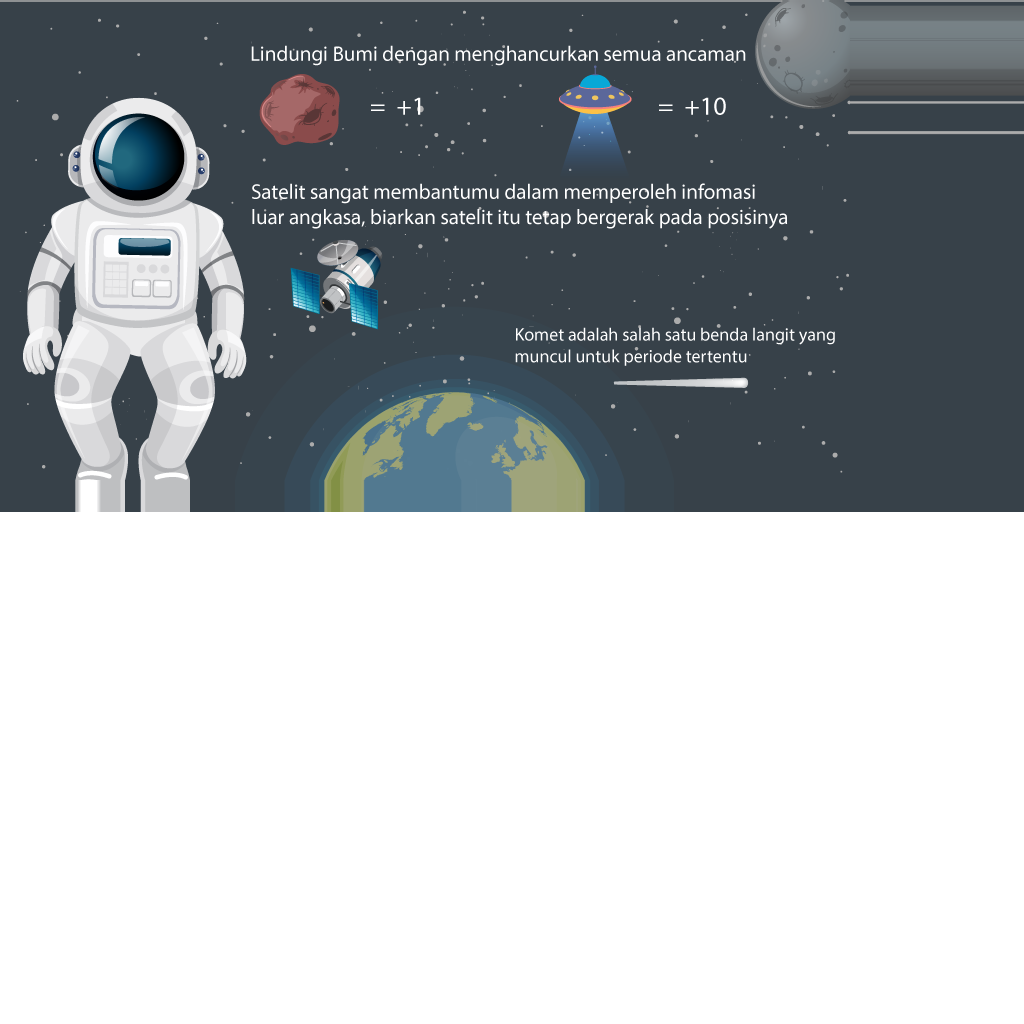 Lindungi Bumi dengan menghancurkan semua ancaman
= +1
= +10
Satelit sangat membantumu dalam memperoleh infomasi
luar angkasa, biarkan satelit itu tetap bergerak pada posisinya
Komet adalah salah satu benda langit yang
muncul untuk periode tertentu